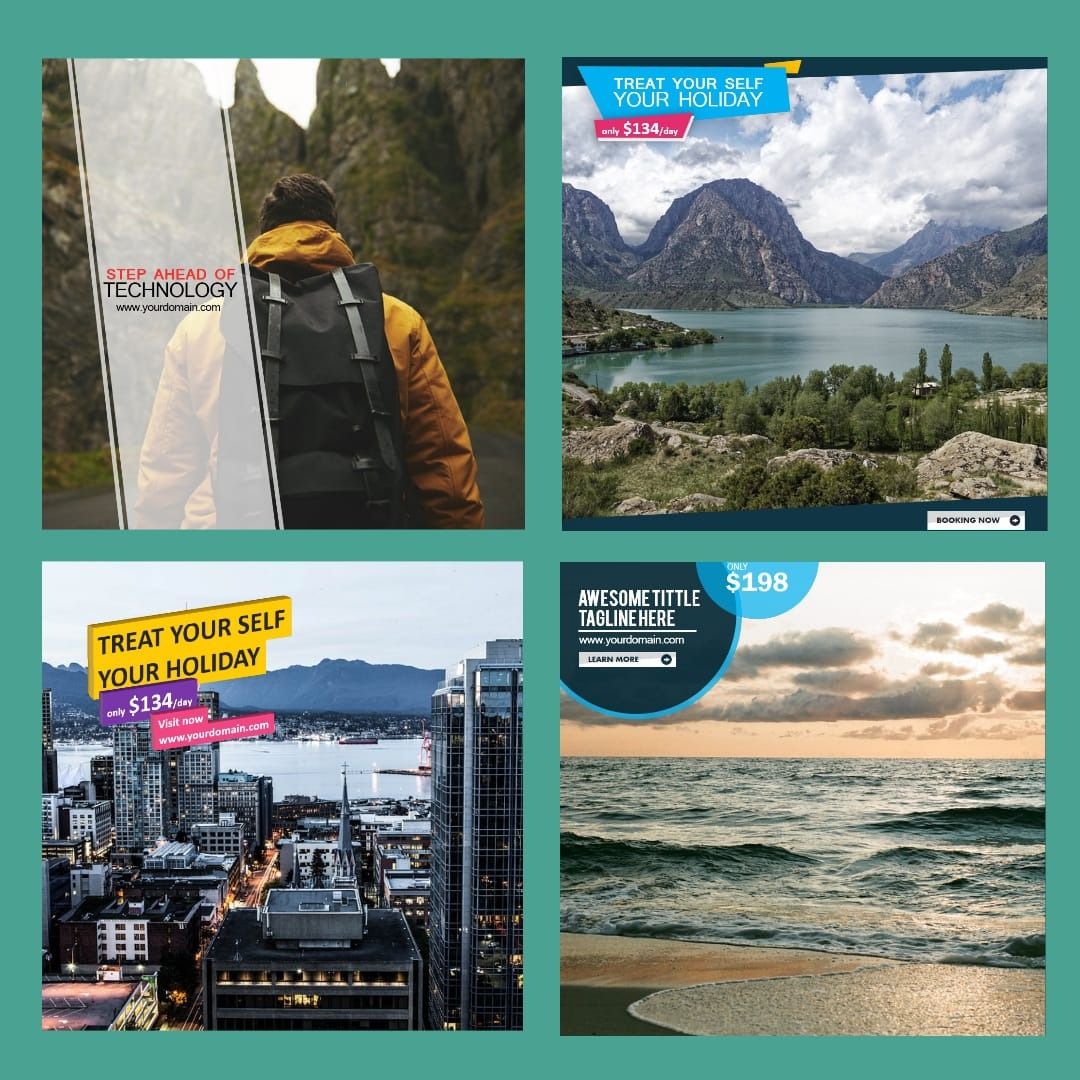 STEP AHEAD OF
TECHNOLOGY
www.yourdomain.com
TREAT YOUR SELF
YOUR HOLIDAY
only $134/day
BOOKING NOW
TREAT YOUR SELF
YOUR HOLIDAY
only $134/day
Visit now
www.yourdomain.com
ONLY
$198
AWESOME TITTLE
TAGLINE HERE
www.yourdomain.com
LEARN MORE